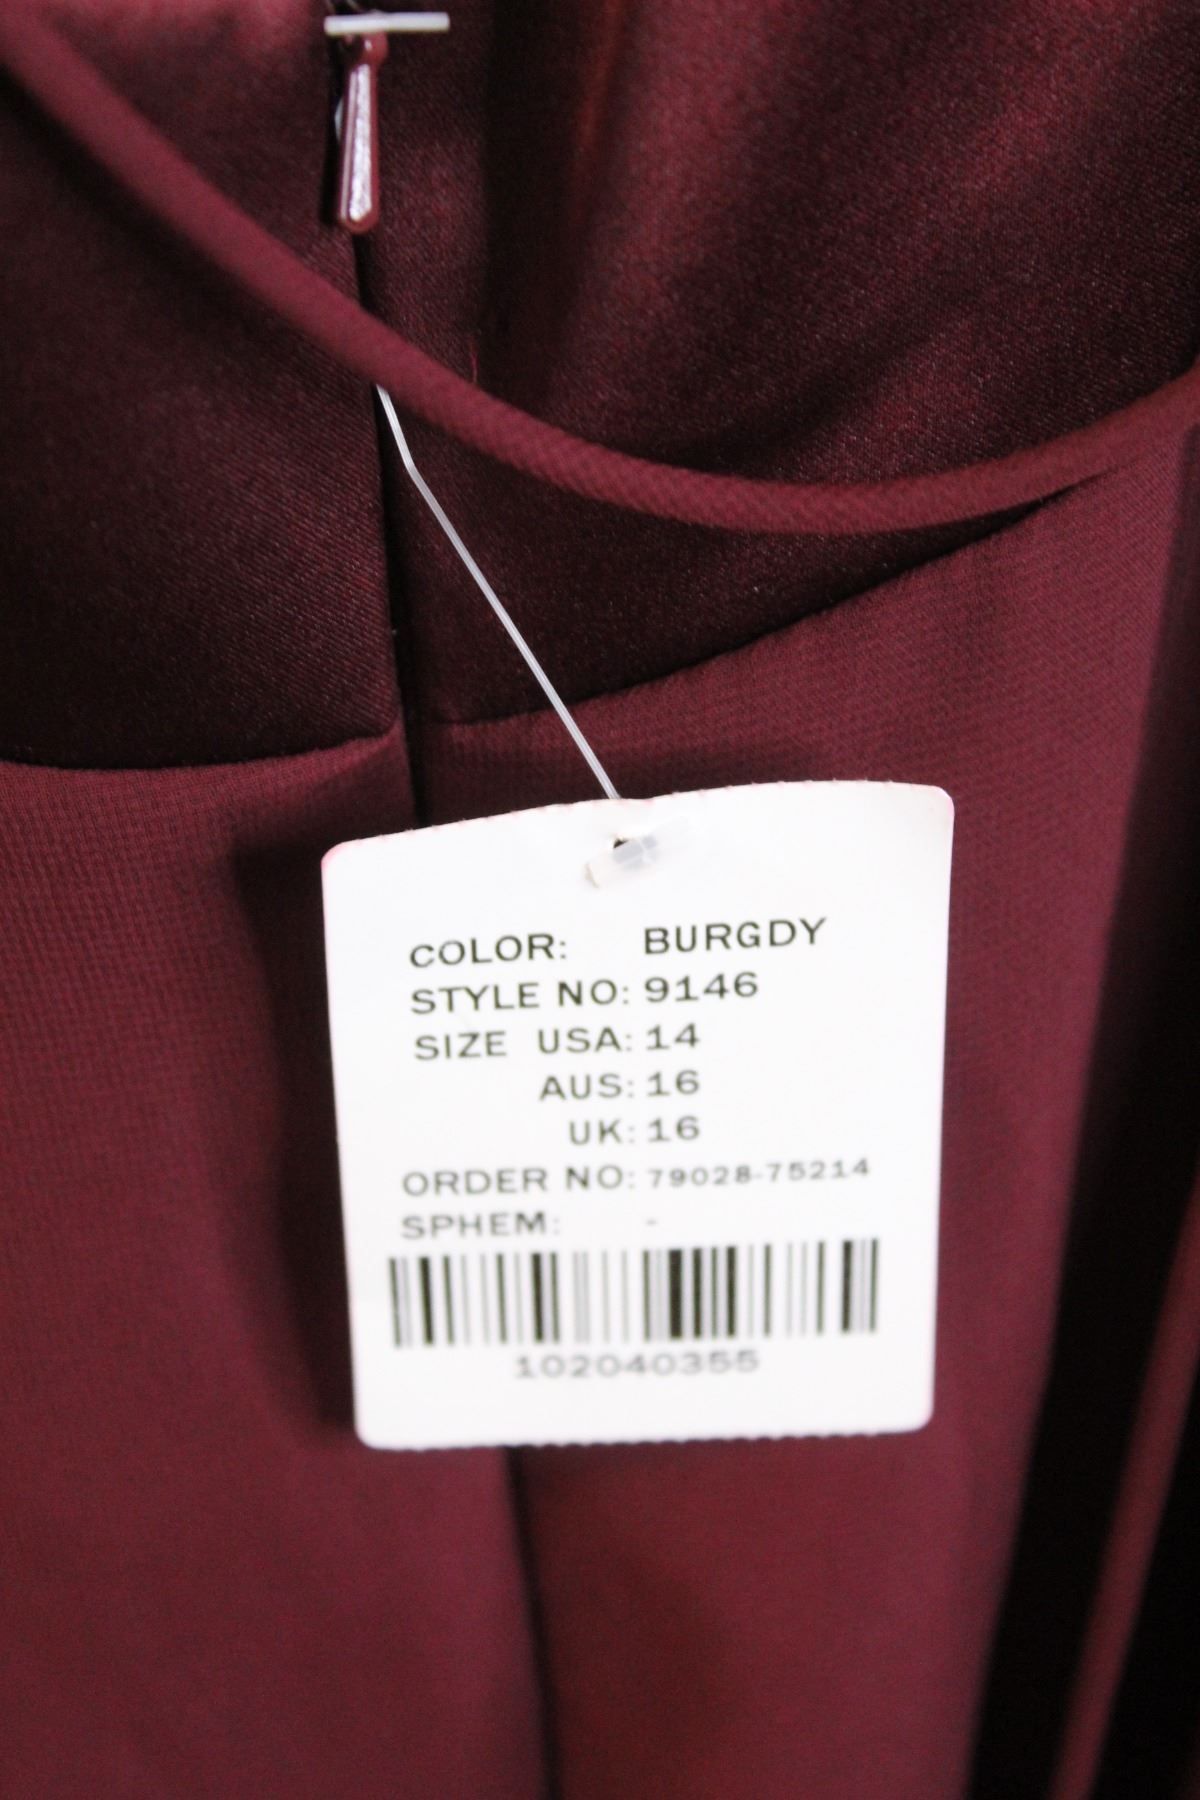 COLOR: BURGDY
STYLE NO: 9146
SIZE USA: 14
AUS: 16
UK: 16
ORDER NO: 79028-75214
SPHEM: -
102040355